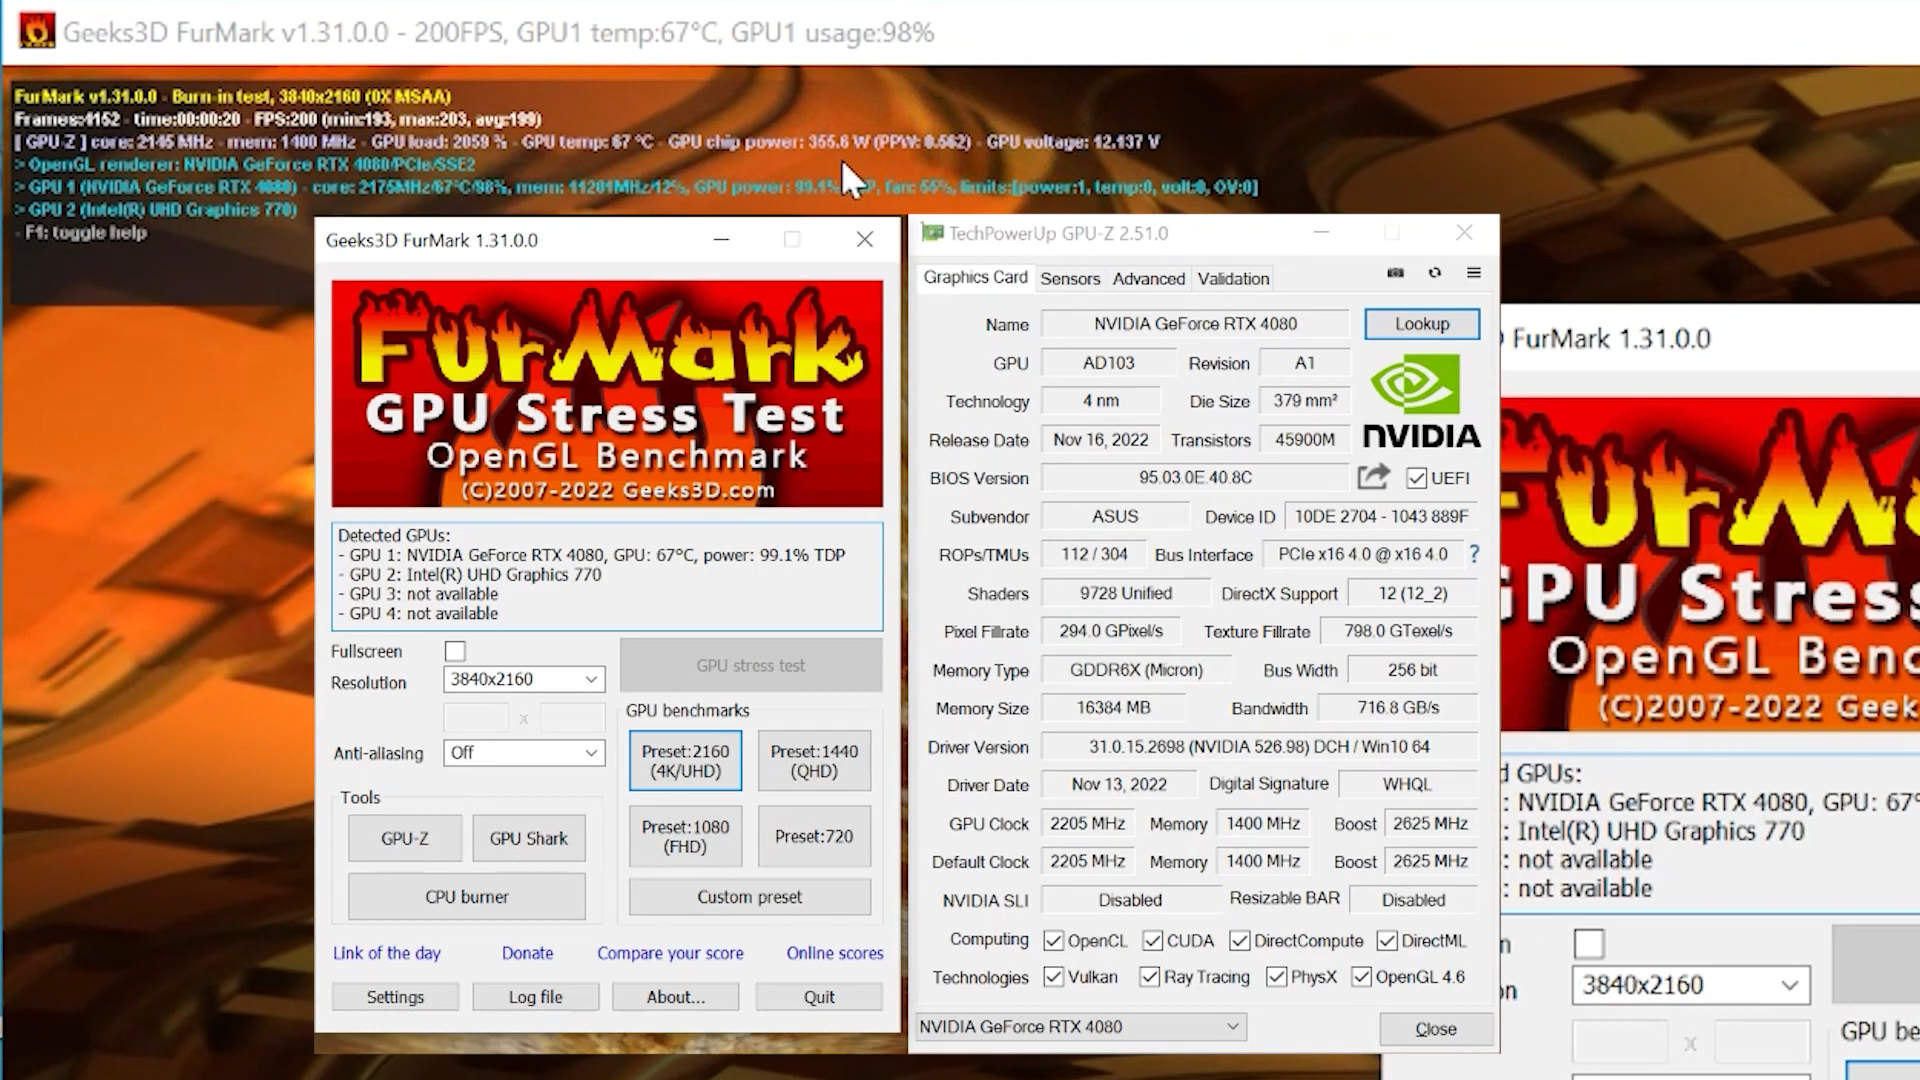 Geeks3D FurMark v1.31.0.0 - 200FPS, GPU1 temp:67°C, GPU1 usage:98%
FurMark v1.31.0.0 - Burn-in test, 3840x2160 (0X MSAA)
Frames:4152 - time:00:00:20 - FPS:200 (min:193, max:203, avg:199)
[ GPU-Z ] core: 2145 MHz - mem: 1400 MHz - GPU load: 2059 % - GPU temp: 67 °C - GPU chip power: 355.6 W (PPW: 0.562) - GPU voltage: 12.137 V
> OpenGL renderer: NVIDIA GeForce RTX 4080/PCIe/SSE2
> GPU 1 (NVIDIA GeForce RTX 4080) - core: 2175MHz/67°C/98%, mem: 11201MHz/12%, GPU power: 99.1% P, fan: 55%, limits:[power:1, temp:0, volt:0, OV:0]
> GPU 2 (Intel(R) UHD Graphics 770)
- F1: toggle help
Geeks3D FurMark 1.31.0.0
FurMark
GPU Stress Test
OpenGL Benchmark
(C)2007-2022 Geeks3D.com
Detected GPUs:
- GPU 1: NVIDIA GeForce RTX 4080, GPU: 67°C, power: 99.1% TDP
- GPU 2: Intel(R) UHD Graphics 770
- GPU 3: not available
- GPU 4: not available
Fullscreen
GPU stress test
Resolution 3840x2160
x
Anti-aliasing Off
GPU benchmarks
Preset:2160 (4K/UHD)
Preset:1440 (QHD)
Preset:1080 (FHD)
Preset:720
Custom preset
Tools
GPU-Z GPU Shark
CPU burner
Link of the day Donate Compare your score Online scores
Settings Log file About... Quit
TechPowerUp GPU-Z 2.51.0
Graphics Card Sensors Advanced Validation
Name NVIDIA GeForce RTX 4080 Lookup
GPU AD103 Revision A1
Technology 4 nm Die Size 379 mm²
Release Date Nov 16, 2022 Transistors 45900M
NVIDIA
BIOS Version 95.03.0E.40.8C UEFI
Subvendor ASUS Device ID 10DE 2704 - 1043 889F
ROPs/TMUs 112 / 304 Bus Interface PCIe x16 4.0 @ x16 4.0 ?
Shaders 9728 Unified DirectX Support 12 (12_2)
Pixel Fillrate 294.0 GPixel/s Texture Fillrate 798.0 GTexel/s
Memory Type GDDR6X (Micron) Bus Width 256 bit
Memory Size 16384 MB Bandwidth 716.8 GB/s
Driver Version 31.0.15.2698 (NVIDIA 526.98) DCH / Win10 64
Driver Date Nov 13, 2022 Digital Signature WHQL
GPU Clock 2205 MHz Memory 1400 MHz Boost 2625 MHz
Default Clock 2205 MHz Memory 1400 MHz Boost 2625 MHz
NVIDIA SLI Disabled Resizable BAR Disabled
Computing OpenCL CUDA DirectCompute DirectML
Technologies Vulkan Ray Tracing PhysX OpenGL 4.6
NVIDIA GeForce RTX 4080 Close
FurMark 1.31.0.0
urM
GPU Stress
OpenGL Benc
(C)2007-2022 Geek
d GPUs:
: NVIDIA GeForce RTX 4080, GPU: 67°
: Intel(R) UHD Graphics 770
: not available
: not available
n
on 3840x2160
x
GPU be